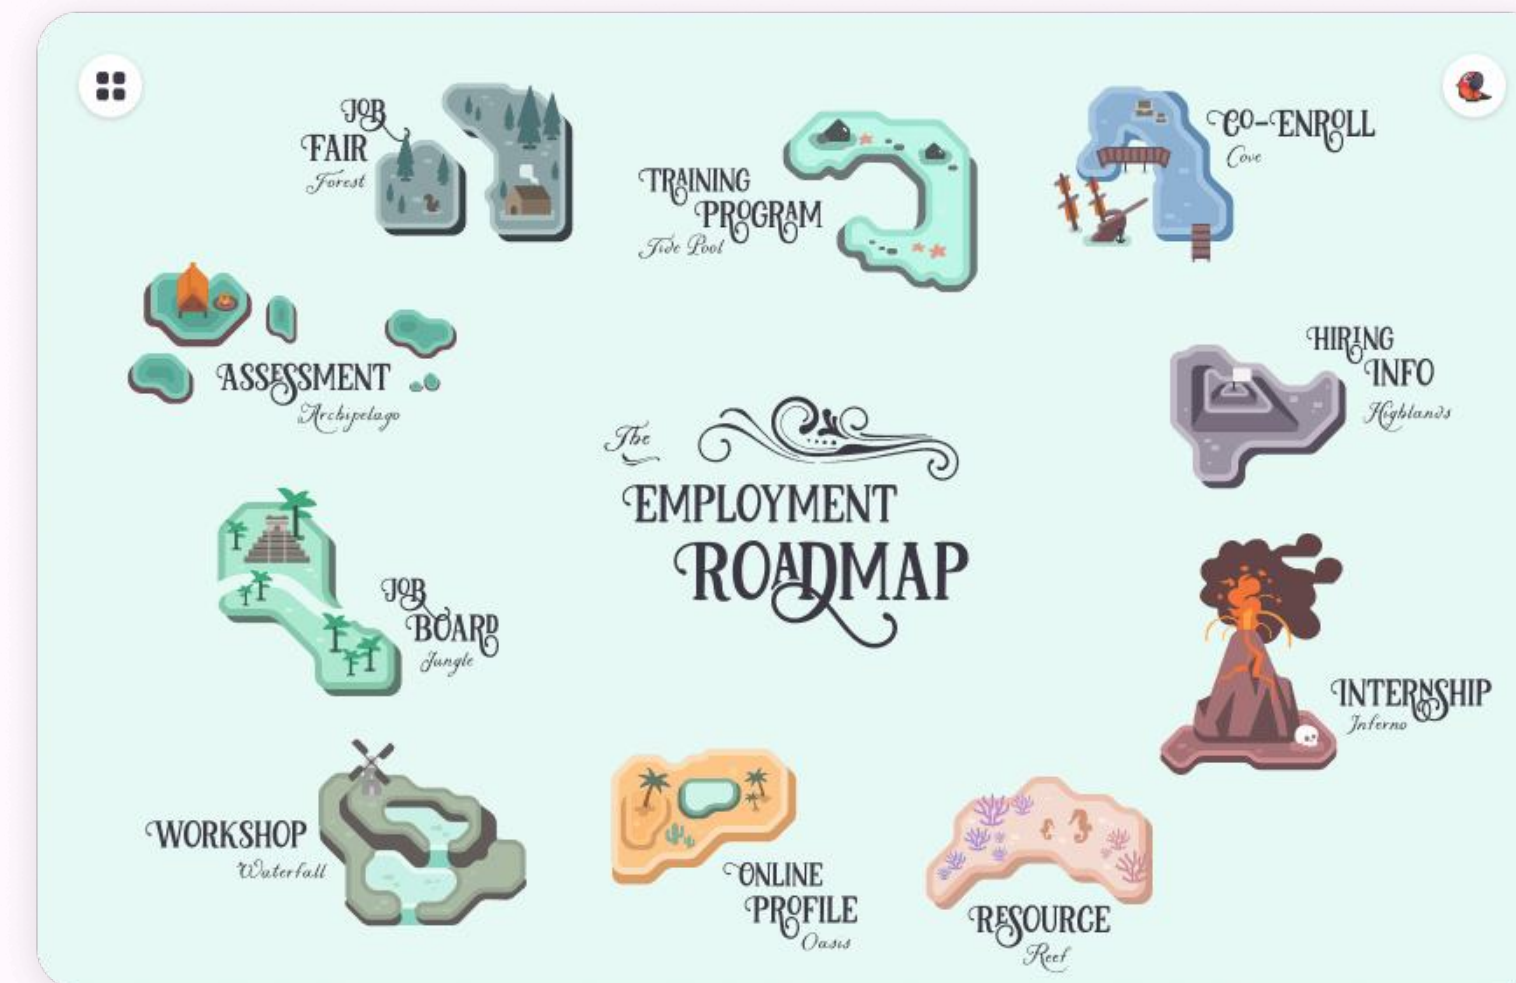 JOB
FAIR
Forest
TRAINING
PROGRAM
Tide Pool
CO-ENROLL
Cove
ASSESSMENT
Archipelago
HIRING
INFO
Highlands
The
EMPLOYMENT
ROADMAP
JOB
BOARD
Jungle
INTERNSHIP
Inferno
WORKSHOP
Waterfall
ONLINE
PROFILE
Oasis
RESOURCE
Reef